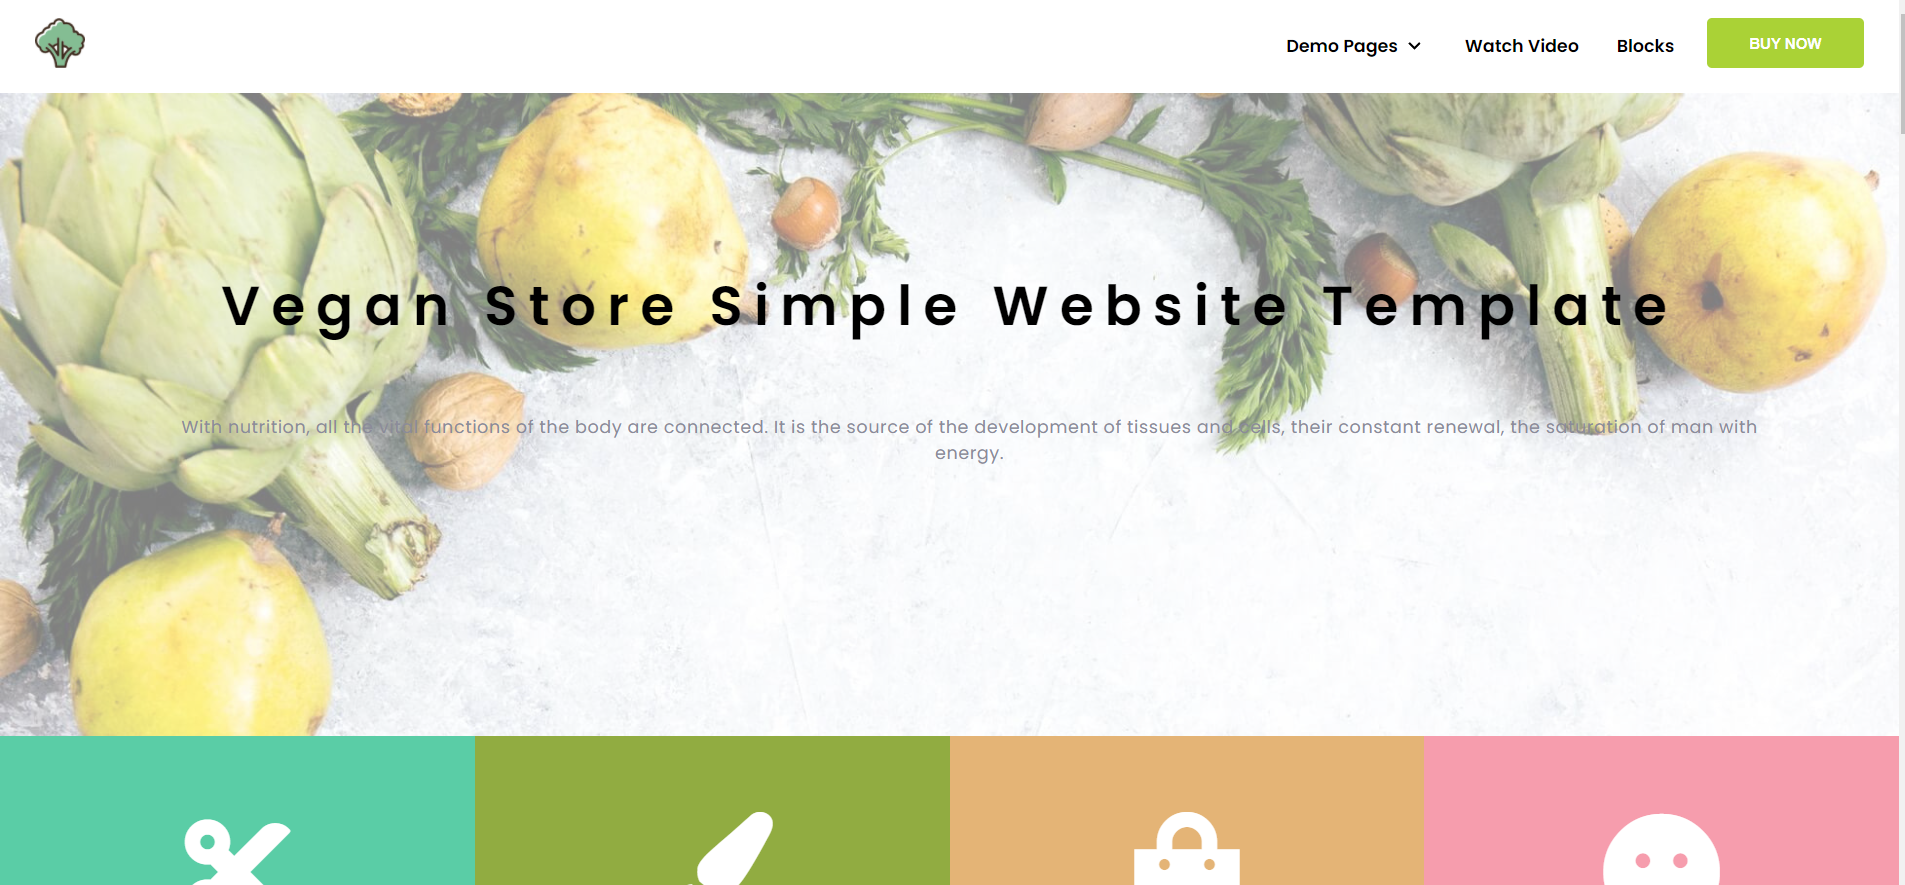 Demo Pages Watch Video Blocks BUY NOW
Vegan Store Simple Website Template
With nutrition, all the vital functions of the body are connected. It is the source of the development of tissues and cells, their constant renewal, the saturation of man with
energy.